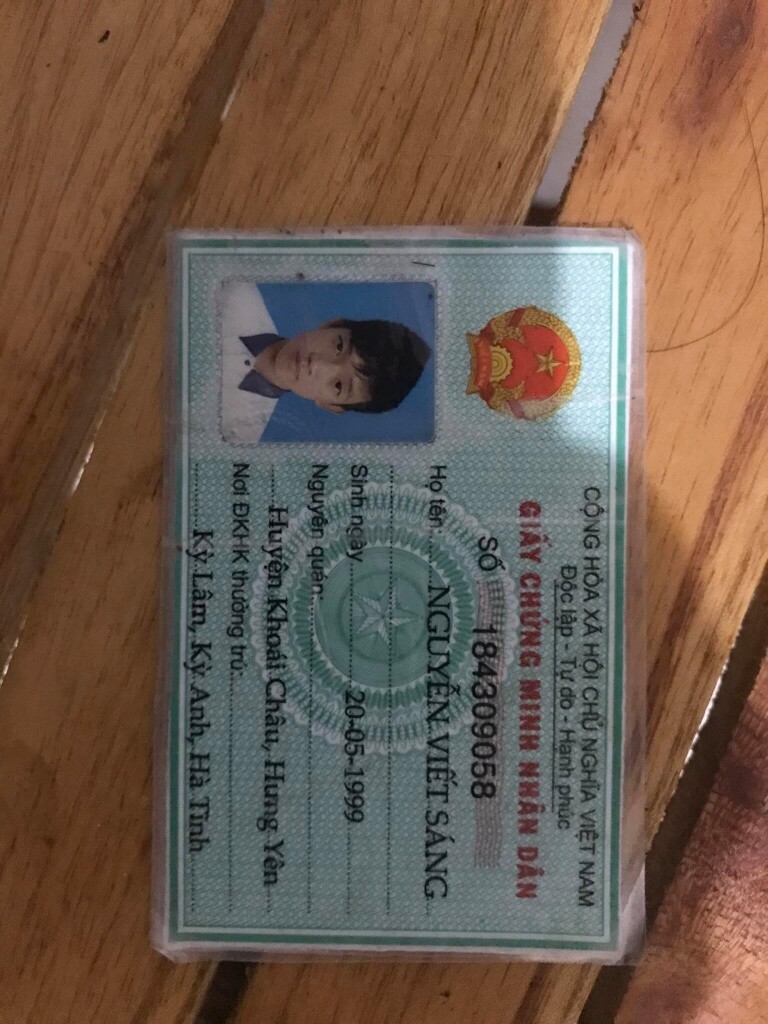 CỘNG HÒA XÃ HỘI CHỦ NGHĨA VIỆT NAM
Độc lập - Tự do - Hạnh phúc
GIẤY CHỨNG MINH NHÂN DÂN
SỐ 184309058
Họ tên: NGUYỄN VIẾT SÁNG
Sinh ngày 20-05-1999
Nguyên quán:
Huyện Khoái Châu, Hưng Yên
Nơi ĐKHK thường trú:
Kỳ Lâm, Kỳ Anh, Hà Tĩnh